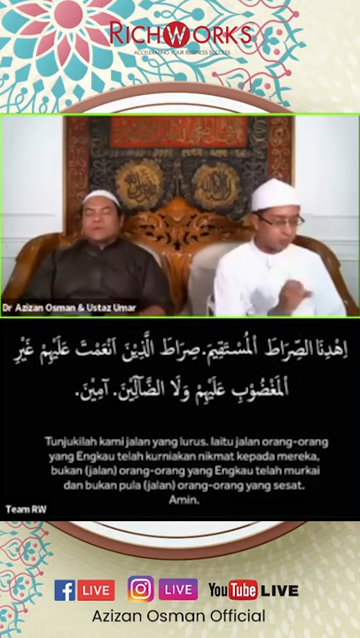 RICHWORKS
ACCELERATING YOUR BUSINESS SUCCESS
Dr Azizan Osman & Ustaz Umar
اِهْدِنَا الصِّرَاطَ الْمُسْتَقِيمَ. صِرَاطَ الَّذِيْنَ اَنْعَمْتَ عَلَيْهِمْ غَيْرِ
الْمَغْضُوْبِ عَلَيْهِمْ وَلَا الضَّآلِّيْنَ. آمِيْنَ.
Tunjukilah kami jalan yang lurus. Iaitu jalan orang-orang
yang Engkau telah kurniakan nikmat kepada mereka,
bukan (jalan) orang-orang yang Engkau telah murkai
dan bukan pula (jalan) orang-orang yang sesat.
Amin.
Team RW
LIVE LIVE YouTube LIVE
Azizan Osman Official